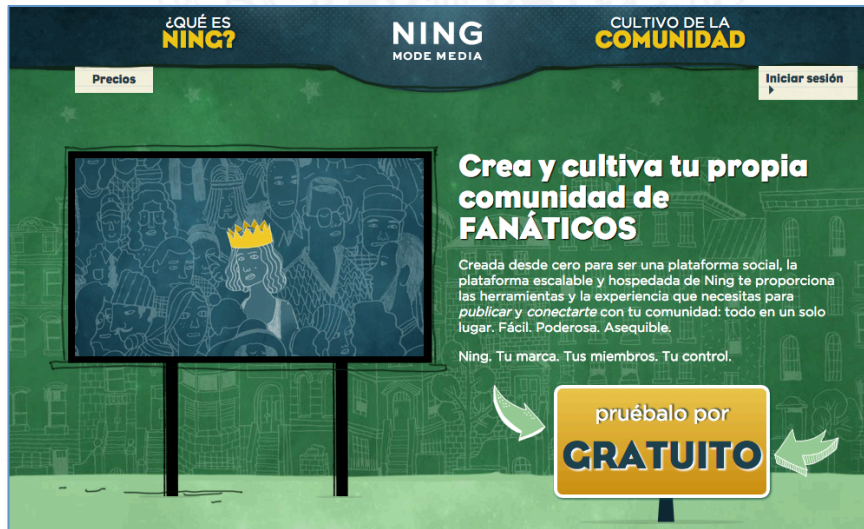 ¿QUÉ ES
NING?
NING
MODE MEDIA
CULTIVO DE LA
COMUNIDAD
Precios
Iniciar sesión
Crea y cultiva tu propia
comunidad de
FANÁTICOS
Creada desde cero para ser una plataforma social, la
plataforma escalable y hospedada de Ning te proporciona
las herramientas y la experiencia que necesitas para
publicar y conectarte con tu comunidad: todo en un solo
lugar. Fácil. Poderosa. Asequible.
Ning. Tu marca. Tus miembros. Tu control.
pruébalo por
GRATUITO